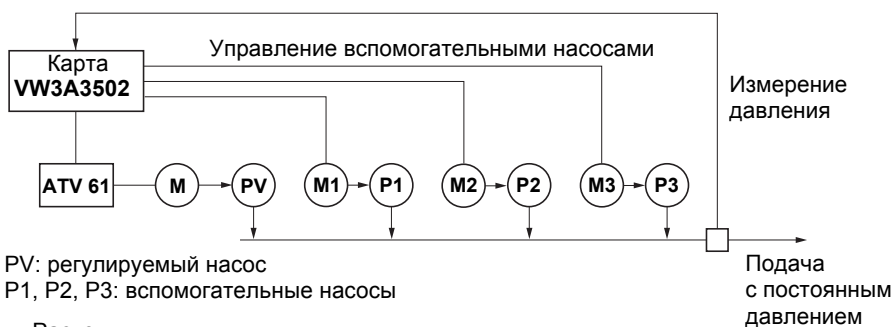 Управление вспомогательными насосами
Карта
VW3A3502
Измерение
давления
ATV 61
M
PV
M1
P1
M2
P2
M3
P3
PV: регулируемый насос
P1, P2, P3: вспомогательные насосы
Подача
с постоянным
давлением